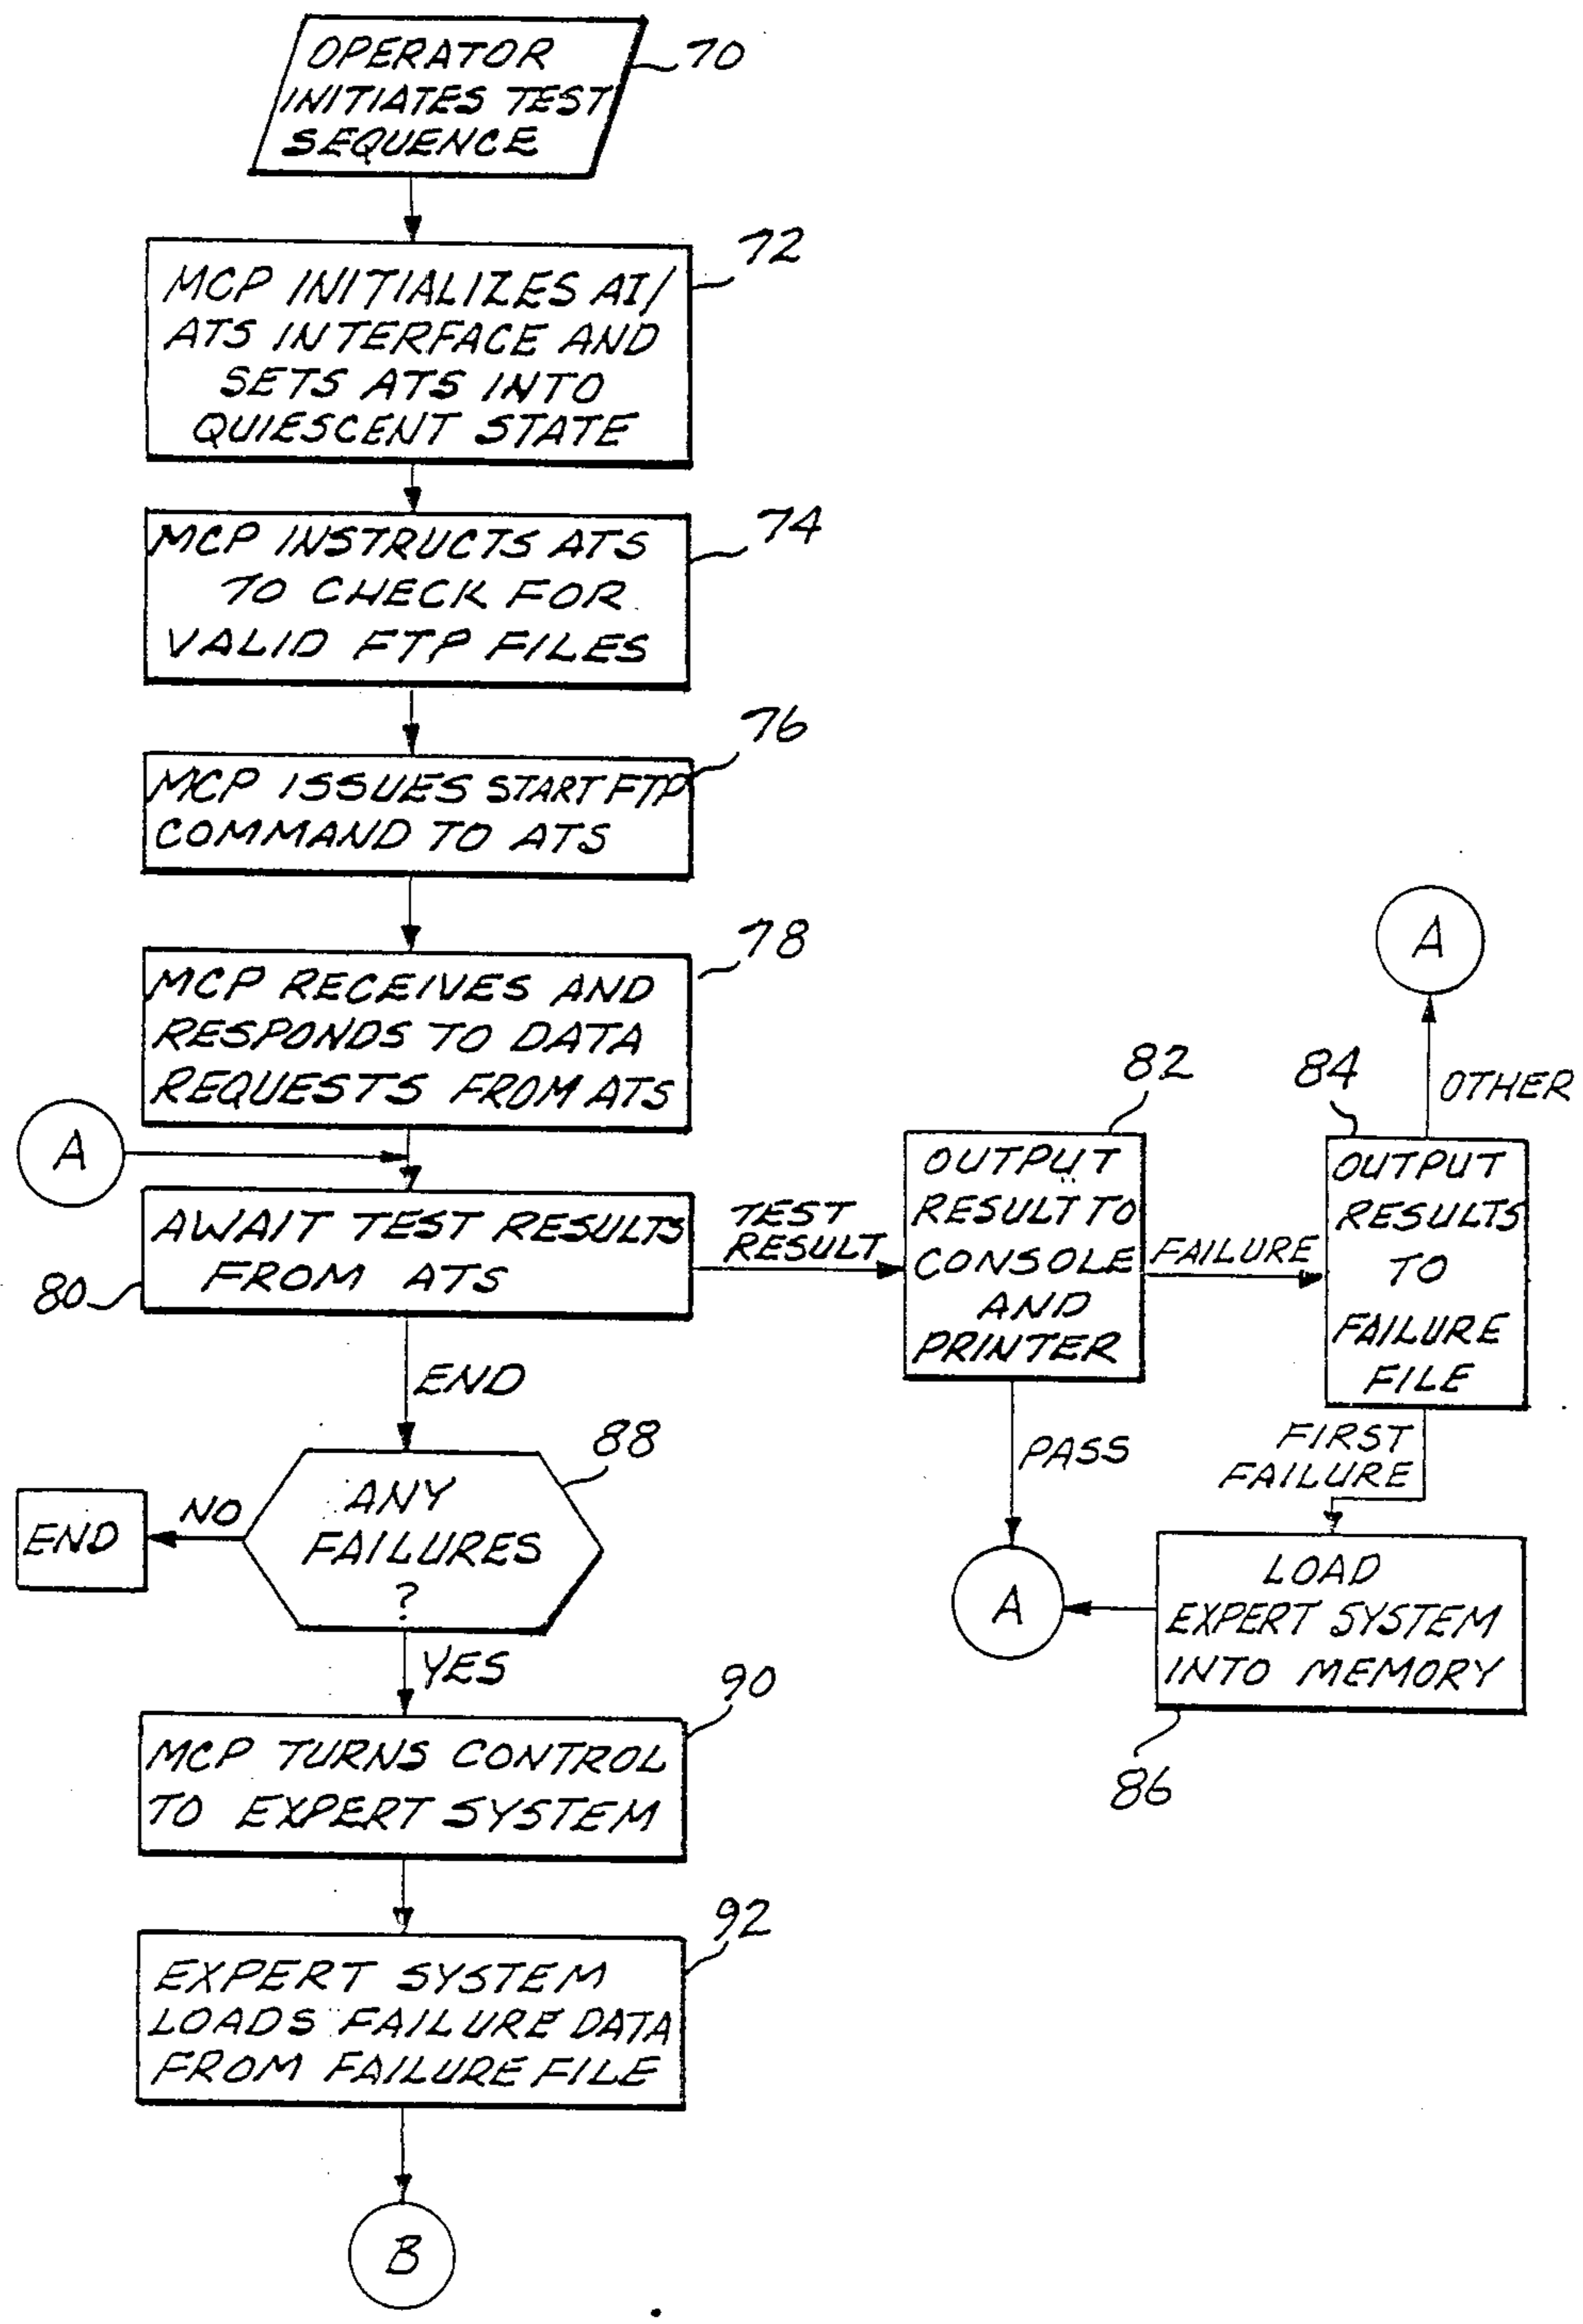 OPERATOR
INITIATES TEST
SEQUENCE
70
MCP INITIALIZES AI/
ATS INTERFACE AND
SETS ATS INTO
QUIESCENT STATE
72
MCP INSTRUCTS ATS
TO CHECK FOR
VALID FTP FILES
74
MCP ISSUES START FTP
COMMAND TO ATS
76
MCP RECEIVES AND
RESPONDS TO DATA
REQUESTS FROM ATS
78
A
AWAIT TEST RESULTS
FROM ATS
80
TEST
RESULT
OUTPUT
RESULT TO
CONSOLE
AND
PRINTER
82
FAILURE
OUTPUT
RESULTS
TO
FAILURE
FILE
84
OTHER
A
PASS
A
FIRST
FAILURE
LOAD
EXPERT SYSTEM
INTO MEMORY
86
END
ANY
FAILURES
?
88
NO
END
YES
MCP TURNS CONTROL
TO EXPERT SYSTEM
90
EXPERT SYSTEM
LOADS FAILURE DATA
FROM FAILURE FILE
92
B